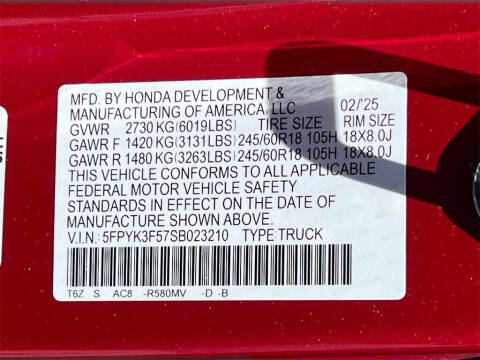 MFD. BY HONDA DEVELOPMENT &
MANUFACTURING OF AMERICA, LLC 02/'25
GVWR 2730 KG(6019LBS) TIRE SIZE RIM SIZE
GAWR F 1420 KG(3131LBS) 245/60R18 105H 18X8.0J
GAWR R 1480 KG(3263LBS) 245/60R18 105H 18X8.0J
THIS VEHICLE CONFORMS TO ALL APPLICABLE
FEDERAL MOTOR VEHICLE SAFETY
STANDARDS IN EFFECT ON THE DATE OF
MANUFACTURE SHOWN ABOVE.
V.I.N. 5FPYK3F57SB023210 TYPE TRUCK
T6Z S AC8 -R580MV -D -B